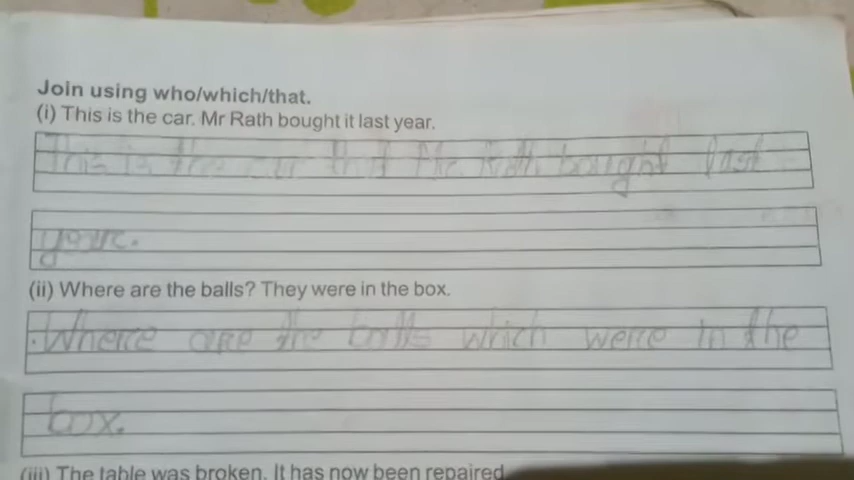 Join using who/which/that.
(i) This is the car. Mr Rath bought it last year.
This is the car that Mr. Rath bought last
year.
(ii) Where are the balls? They were in the box.
Where are the balls which were in the
box.
(iii) The table was broken. It has now been repaired